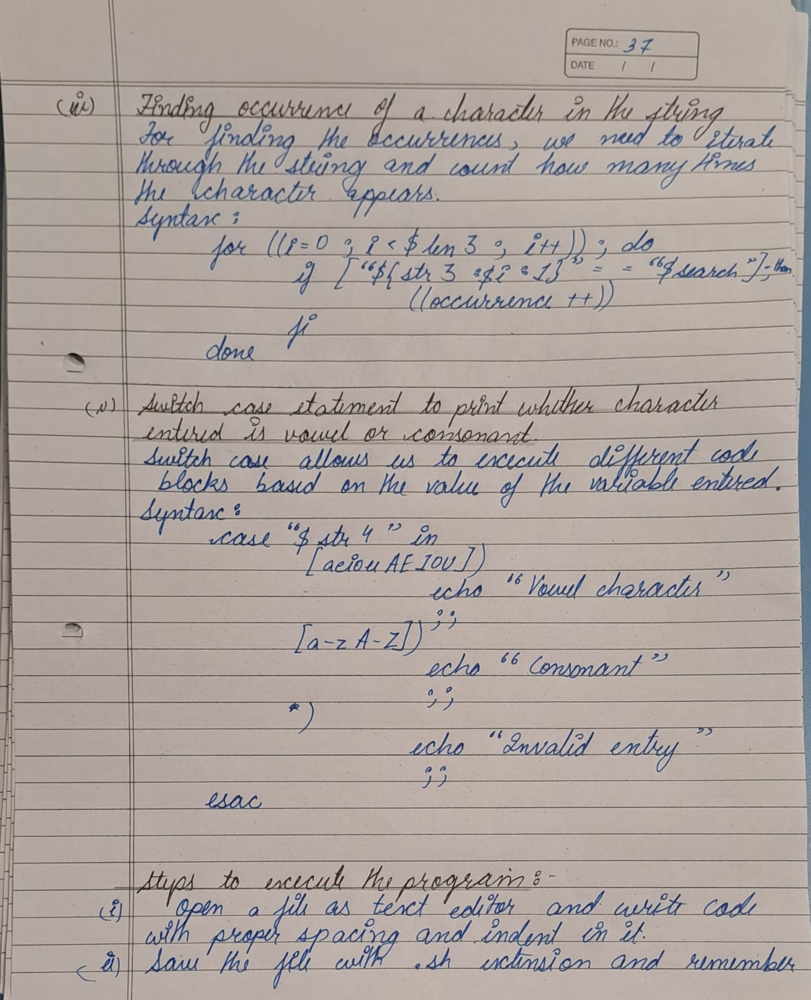 PAGE NO.: 37
DATE / /
(iv) Finding occurrence of a character in the string
For finding the occurrences, we need to iterate
through the string and count how many times
the character appears.
Syntax :
for ((i=0 ; i < $ len 3 ; i++)) ; do
if ["${str 3 :$i :1}" = = "$search"]; then
((occurrence ++))
fi
done
(v) Switch case statement to print whether character
entered is vowel or consonant.
Switch case allows us to execute different code
blocks based on the value of the variable entered.
Syntax :
case "$ str 4 " in
[aeiou AEIOU])
echo "Vowel character"
;;
[a-z A-Z])
echo "Consonant"
;;
*)
echo "Invalid entry"
;;
esac
Steps to execute the program :-
(i) Open a file as text editor and write code
with proper spacing and indent in it.
(ii) Save the file with .sh extension and remember